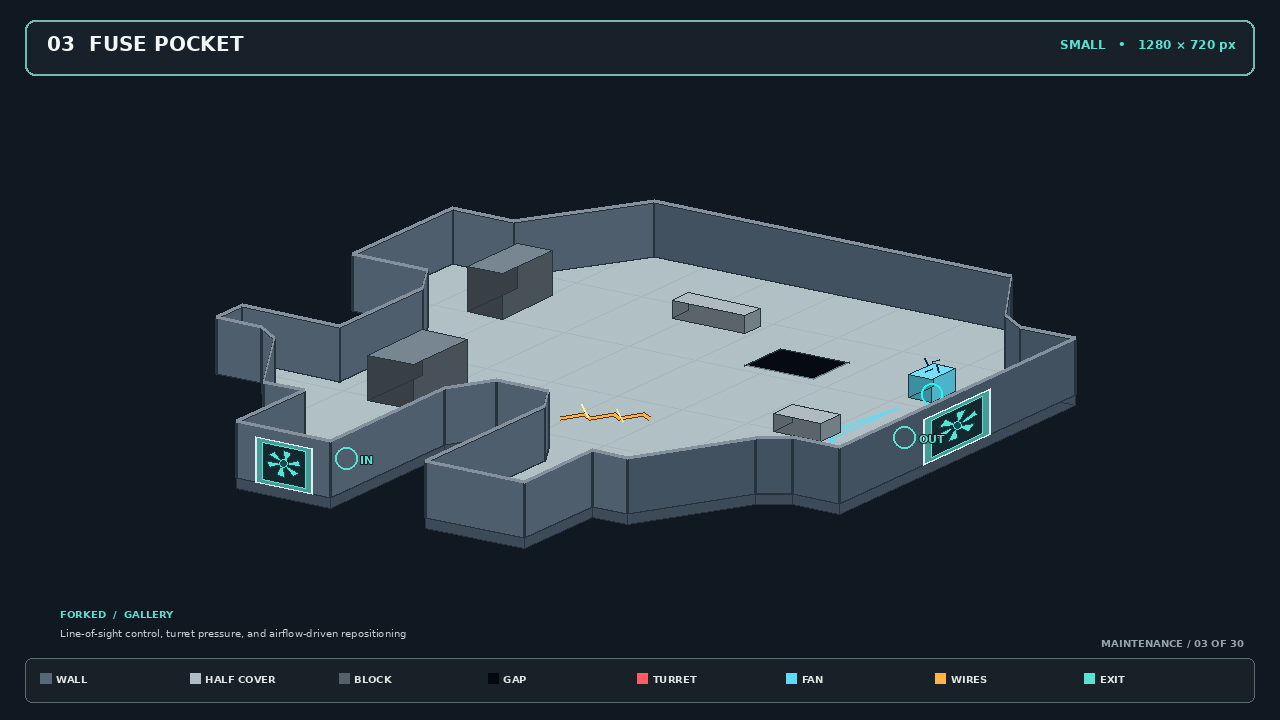 03 FUSE POCKET
SMALL • 1280 × 720 px
IN
OUT
FORKED / GALLERY
Line-of-sight control, turret pressure, and airflow-driven repositioning
MAINTENANCE / 03 OF 30
WALL HALF COVER BLOCK GAP TURRET FAN WIRES EXIT